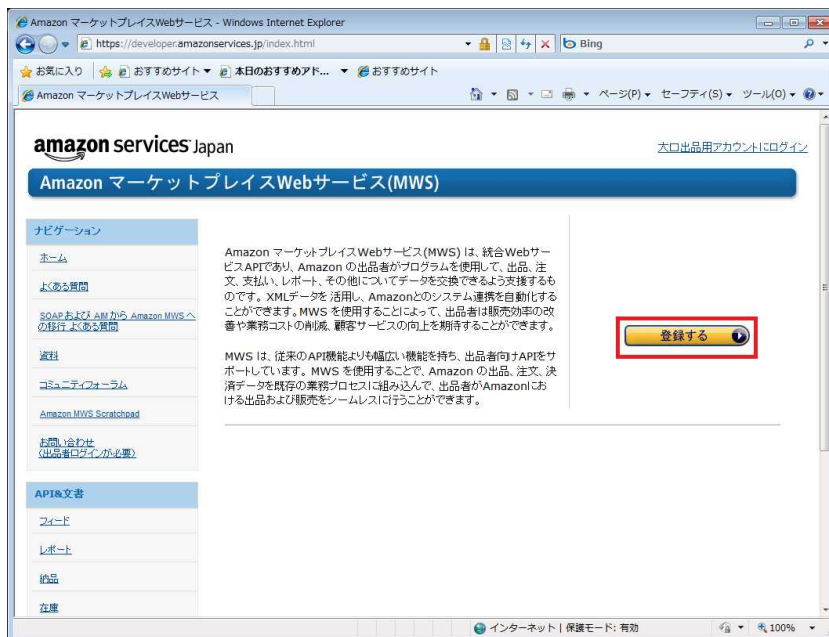 Amazon マーケットプレイスWebサービス - Windows Internet Explorer
https://developer.amazonservices.jp/index.html
Bing
お気に入り
おすすめサイト
本日のおすすめアド...
おすすめサイト
Amazon マーケットプレイスWebサービス
ページ(P)
セーフティ(S)
ツール(O)
amazon services Japan
大口出品用アカウントにログイン
Amazon マーケットプレイスWebサービス(MWS)
ナビゲーション
ホーム
よくある質問
SOAP および AIM から Amazon MWS へ
の移行 よくある質問
資料
コミュニティフォーラム
Amazon MWS Scratchpad
お問い合わせ
(出品者ログインが必要)
API&文書
フィード
レポート
納品
在庫
Amazon マーケットプレイスWebサービス(MWS) は、統合Webサー
ビスAPIであり、Amazon の出品者がプログラムを使用して、出品、注
文、支払い、レポート、その他についてデータを交換できるよう支援するも
のです。XMLデータを 活用し、Amazonとのシステム連携を自動化する
ことができます。MWS を使用することによって、出品者は販売効率の改
善や業務コストの削減、顧客サービスの向上を期待することができます。
MWS は、従来のAPI機能よりも幅広い機能を持ち、出品者向けAPIをサ
ポートしています。MWS を使用することで、Amazon の出品、注文、決
済データを既存の業務プロセスに組み込んで、出品者がAmazonにお
ける出品および販売をシームレスに行うことができます。
登録する
インターネット | 保護モード: 有効
100%